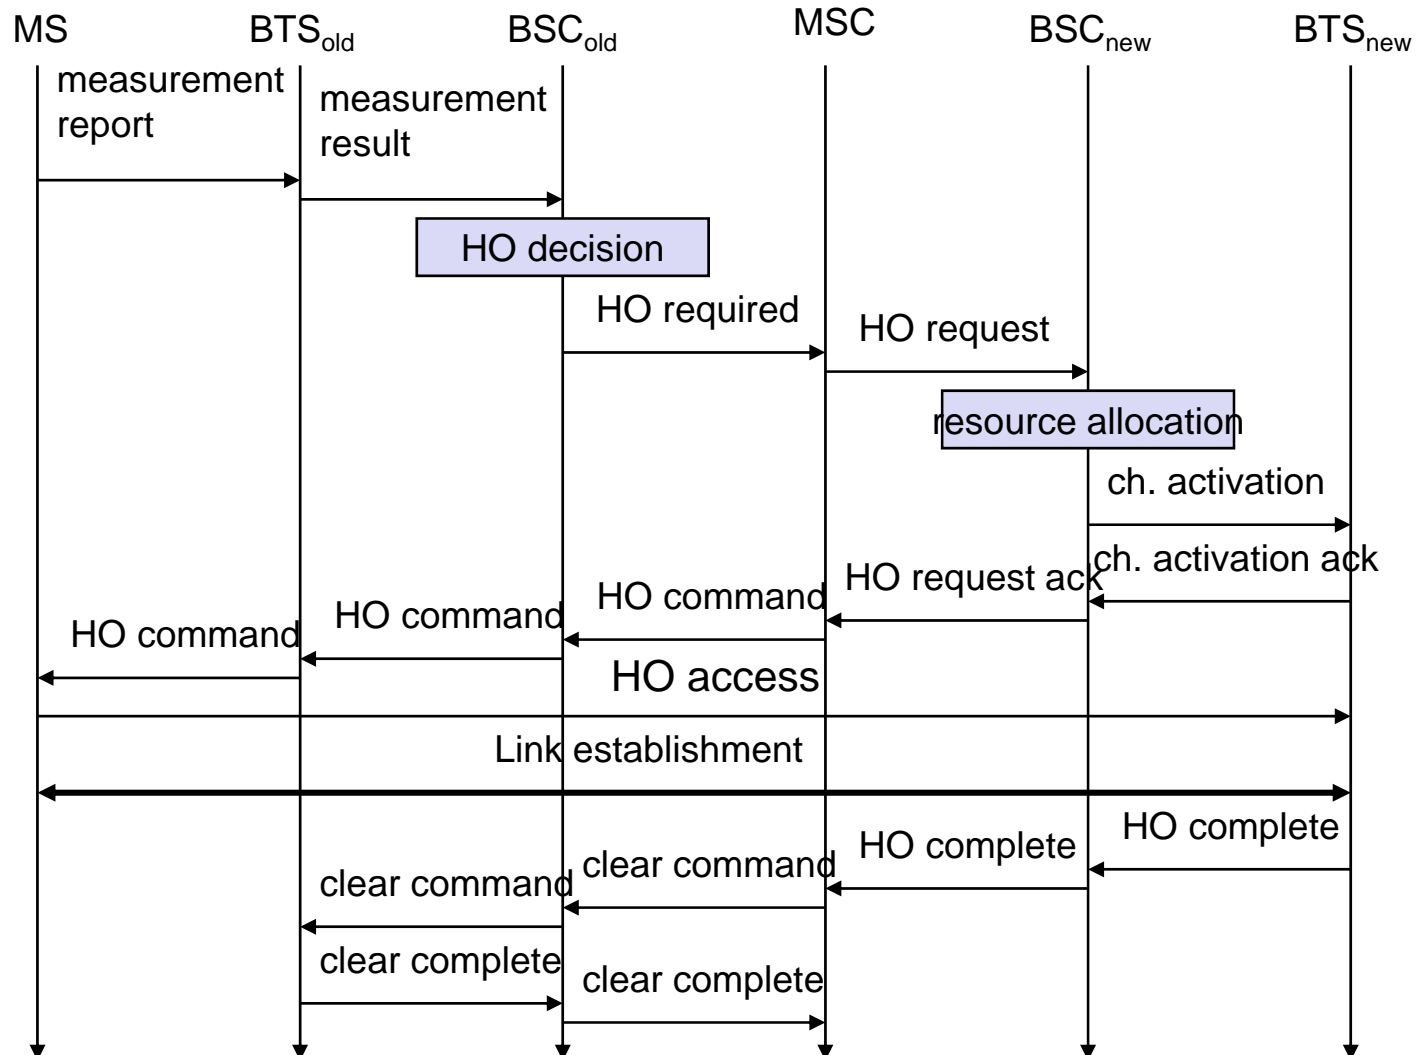 MS
BTSold
BSCold
MSC
BSCnew
BTSnew
measurement
report
measurement
result
HO decision
HO required
HO request
resource allocation
ch. activation
ch. activation ack
HO request ack
HO command
HO command
HO command
HO access
Link establishment
HO complete
HO complete
clear command
clear command
clear complete
clear complete